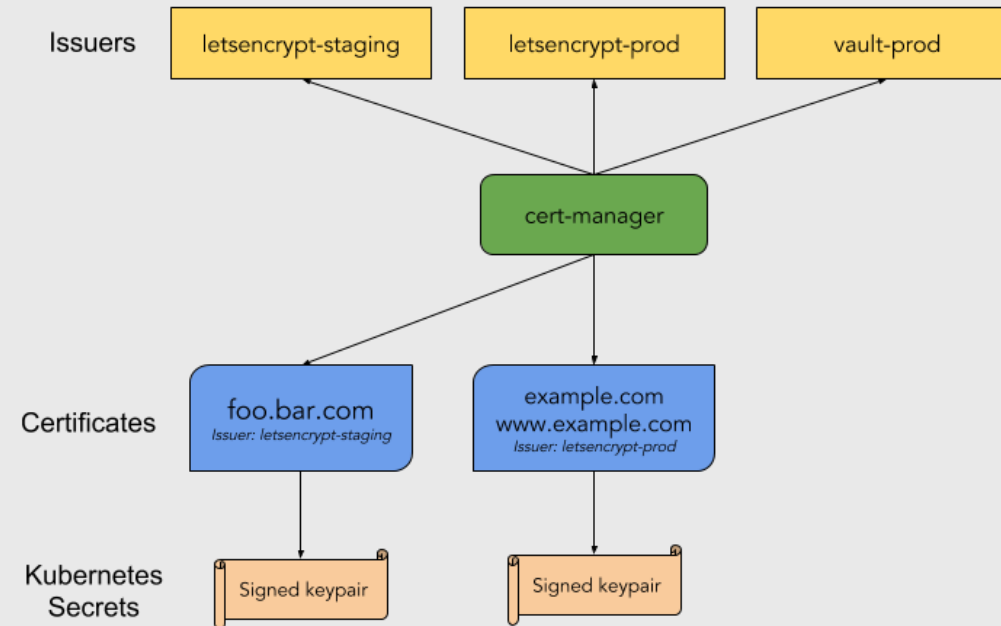 Issuers
letsencrypt-staging
letsencrypt-prod
vault-prod
cert-manager
Certificates
foo.bar.com
Issuer: letsencrypt-staging
example.com
www.example.com
Issuer: letsencrypt-prod
Kubernetes
Secrets
Signed keypair
Signed keypair